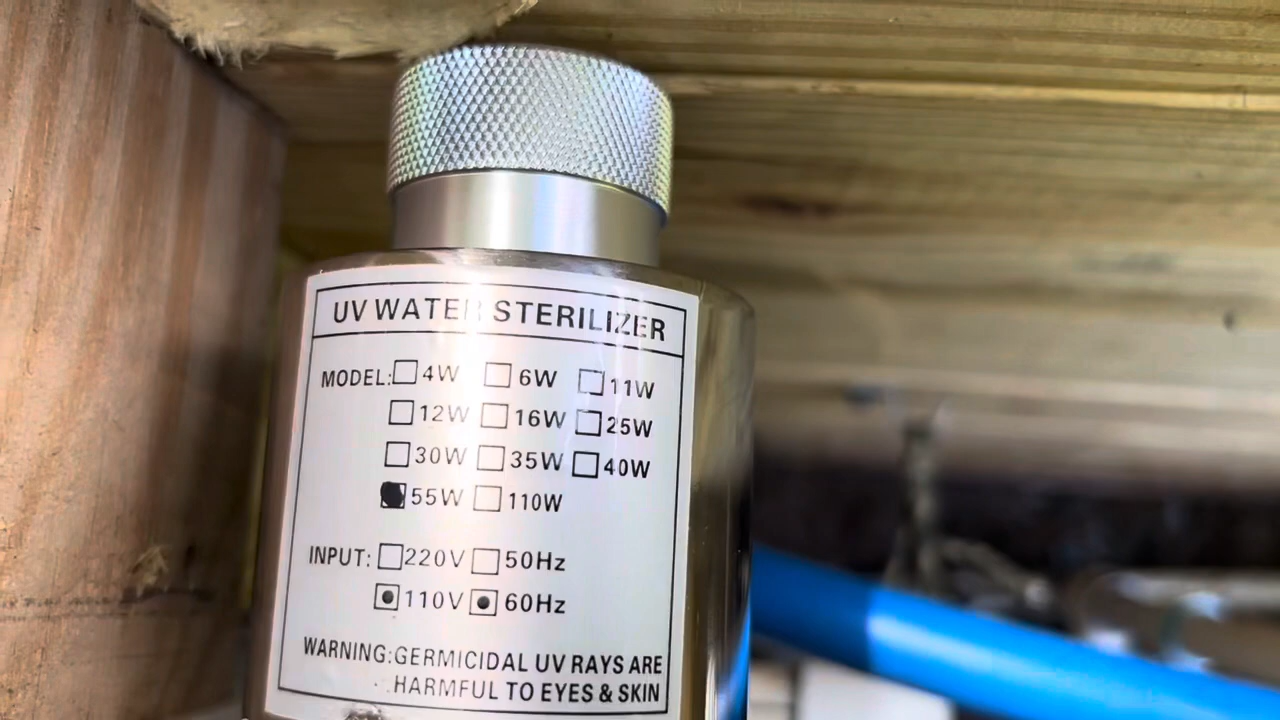 UV WATER STERILIZER
MODEL: 4W 6W 11W
12W 16W 25W
30W 35W 40W
55W 110W
INPUT: 220V 50Hz
110V 60Hz
WARNING:GERMICIDAL UV RAYS ARE
HARMFUL TO EYES & SKIN